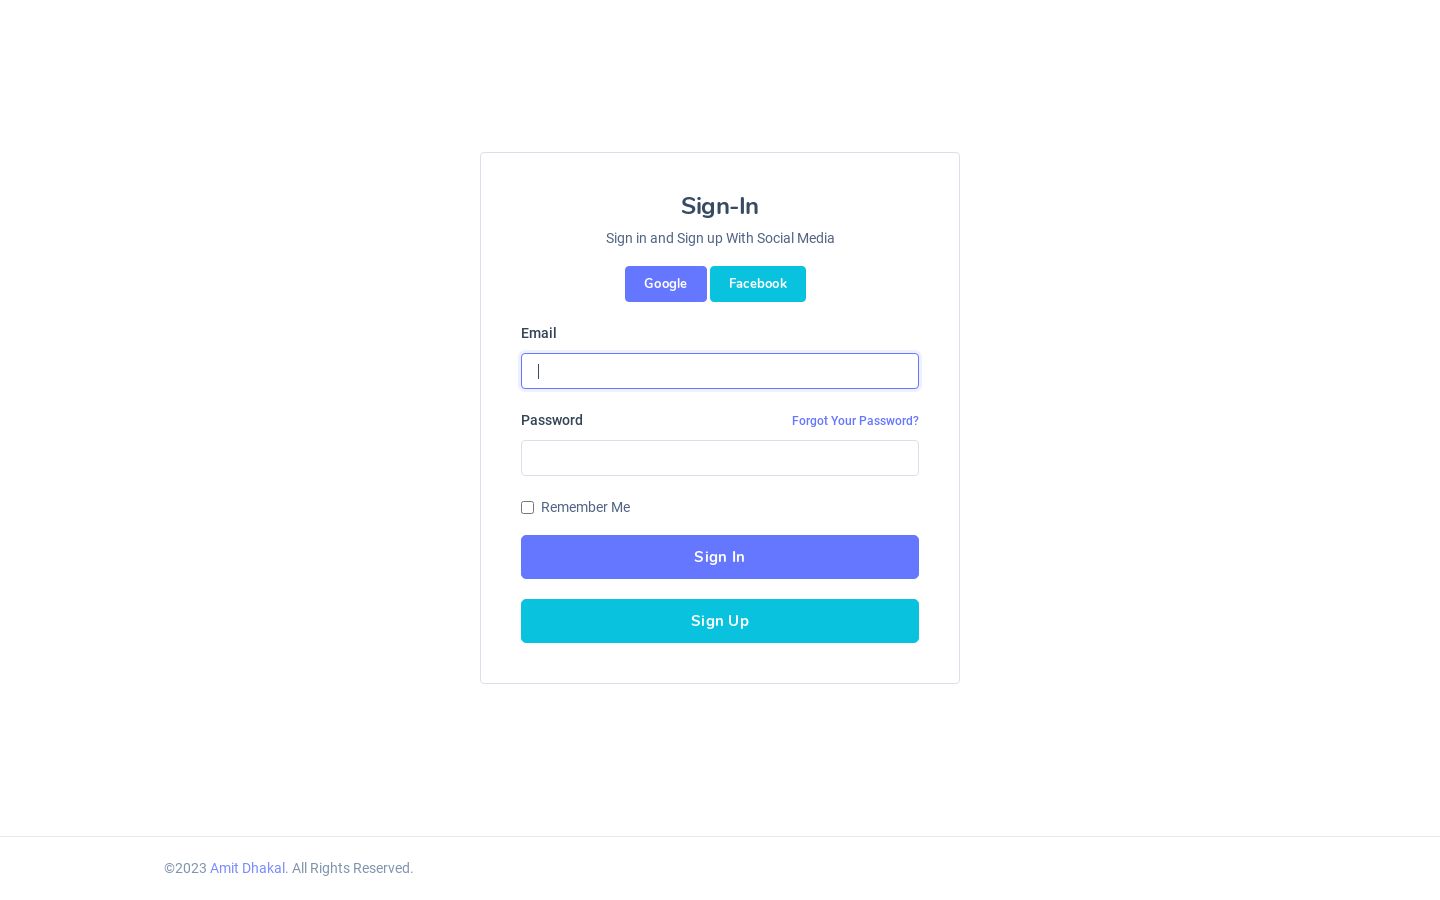 Sign-In
Sign in and Sign up With Social Media
Google Facebook
Email
Password Forgot Your Password?
Remember Me
Sign In
Sign Up
©2023 Amit Dhakal. All Rights Reserved.